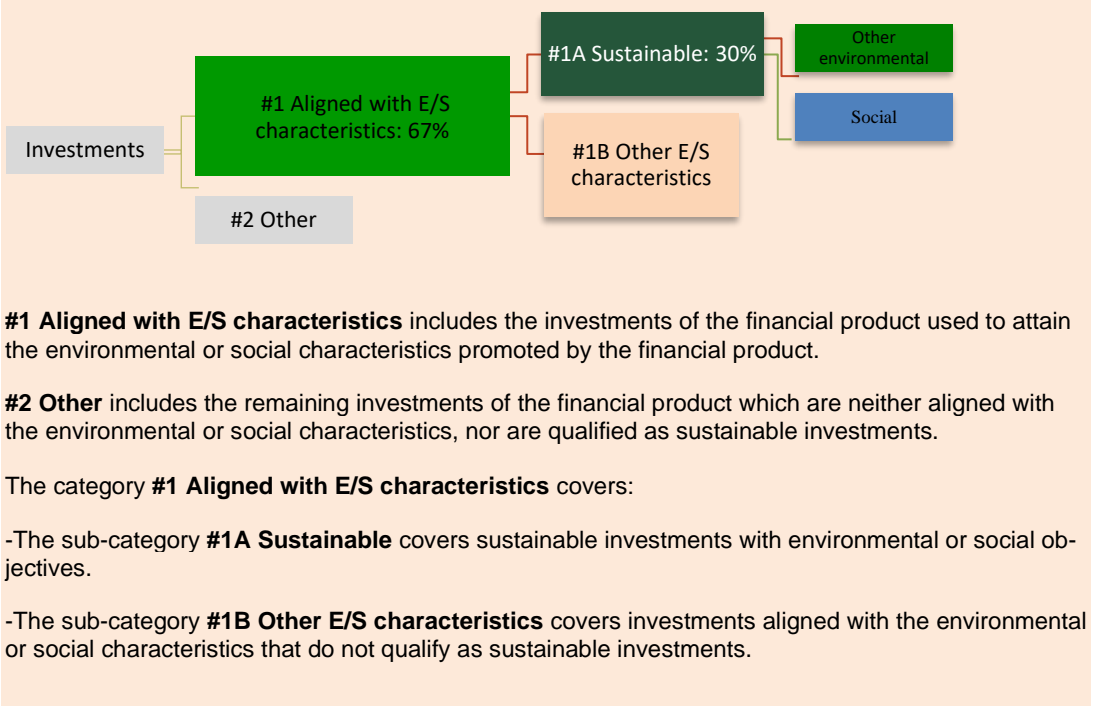 Investments
#1 Aligned with E/S
characteristics: 67%
#2 Other
#1A Sustainable: 30%
#1B Other E/S
characteristics
Other
environmental
Social
#1 Aligned with E/S characteristics includes the investments of the financial product used to attain
the environmental or social characteristics promoted by the financial product.
#2 Other includes the remaining investments of the financial product which are neither aligned with
the environmental or social characteristics, nor are qualified as sustainable investments.
The category #1 Aligned with E/S characteristics covers:
-The sub-category #1A Sustainable covers sustainable investments with environmental or social ob-
jectives.
-The sub-category #1B Other E/S characteristics covers investments aligned with the environmental
or social characteristics that do not qualify as sustainable investments.